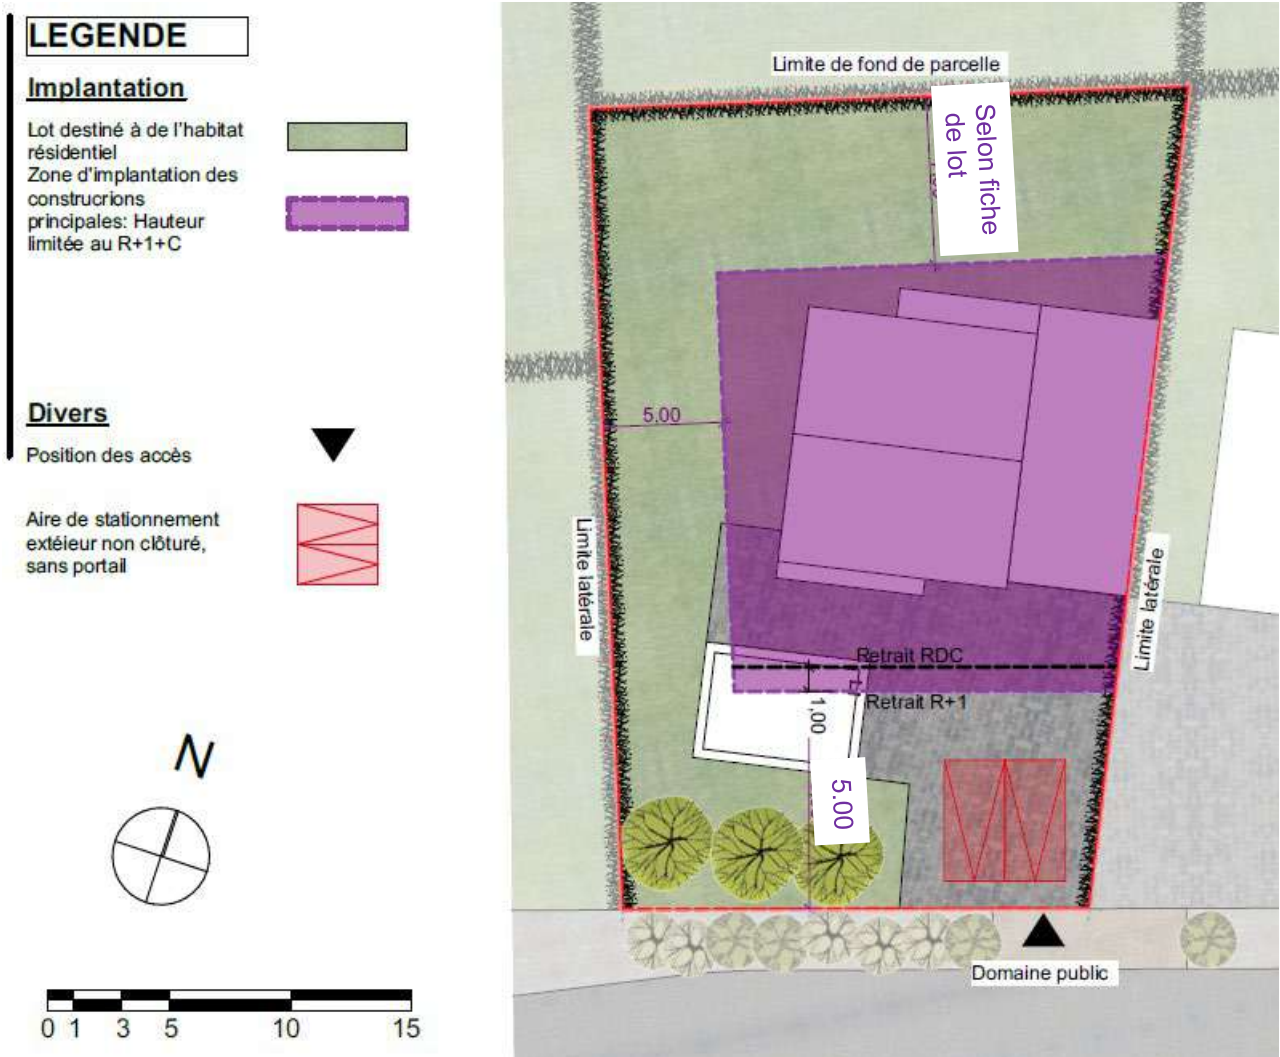 LEGENDE
Implantation
Lot destiné à de l'habitat
résidentiel
Zone d'implantation des
construcrions
principales: Hauteur
limitée au R+1+C
Divers
Position des accès
Aire de stationnement
extéieur non clôturé,
sans portail
N
0 1 3 5 10 15
Limite de fond de parcelle
Selon fiche
de lot
5.00
Limite latérale
Limite latérale
Retrait RDC
Retrait R+1
1,00
5.00
Domaine public